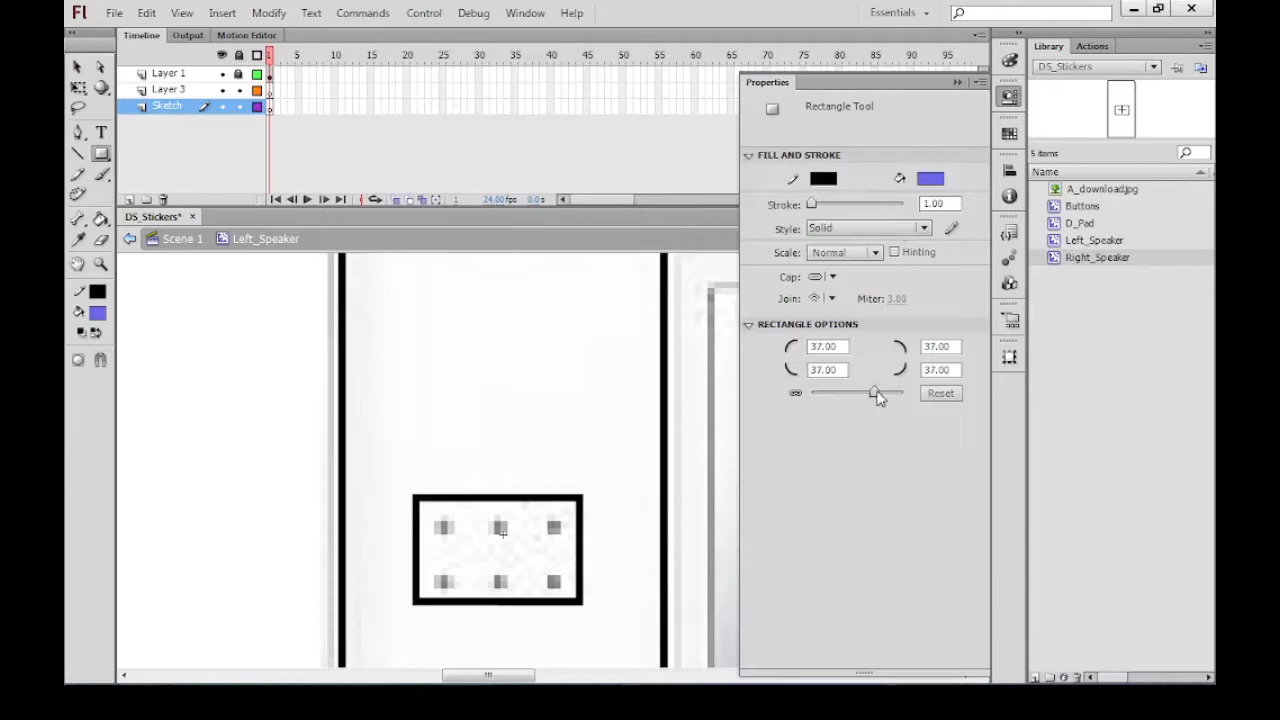 Fl File Edit View Insert Modify Text Commands Control Debug Window Help Essentials
Timeline Output Motion Editor
Library Actions
1 5 10 15 20 25 30 35 40 45 50 55 60 65 70 75 80 85 90 95
DS_Stickers
Layer 1
Layer 3
Sketch
Properties
Rectangle Tool
FILL AND STROKE
Stroke: 1.00
Style: Solid
Scale: Normal Hinting
Cap:
Join: Miter: 3.00
RECTANGLE OPTIONS
37.00 37.00
37.00 37.00
Reset
5 items
Name
A_download.jpg
Buttons
D_Pad
Left_Speaker
Right_Speaker
1 24.00 fps 0.0 s
DS_Stickers* ×
Scene 1 Left_Speaker
T